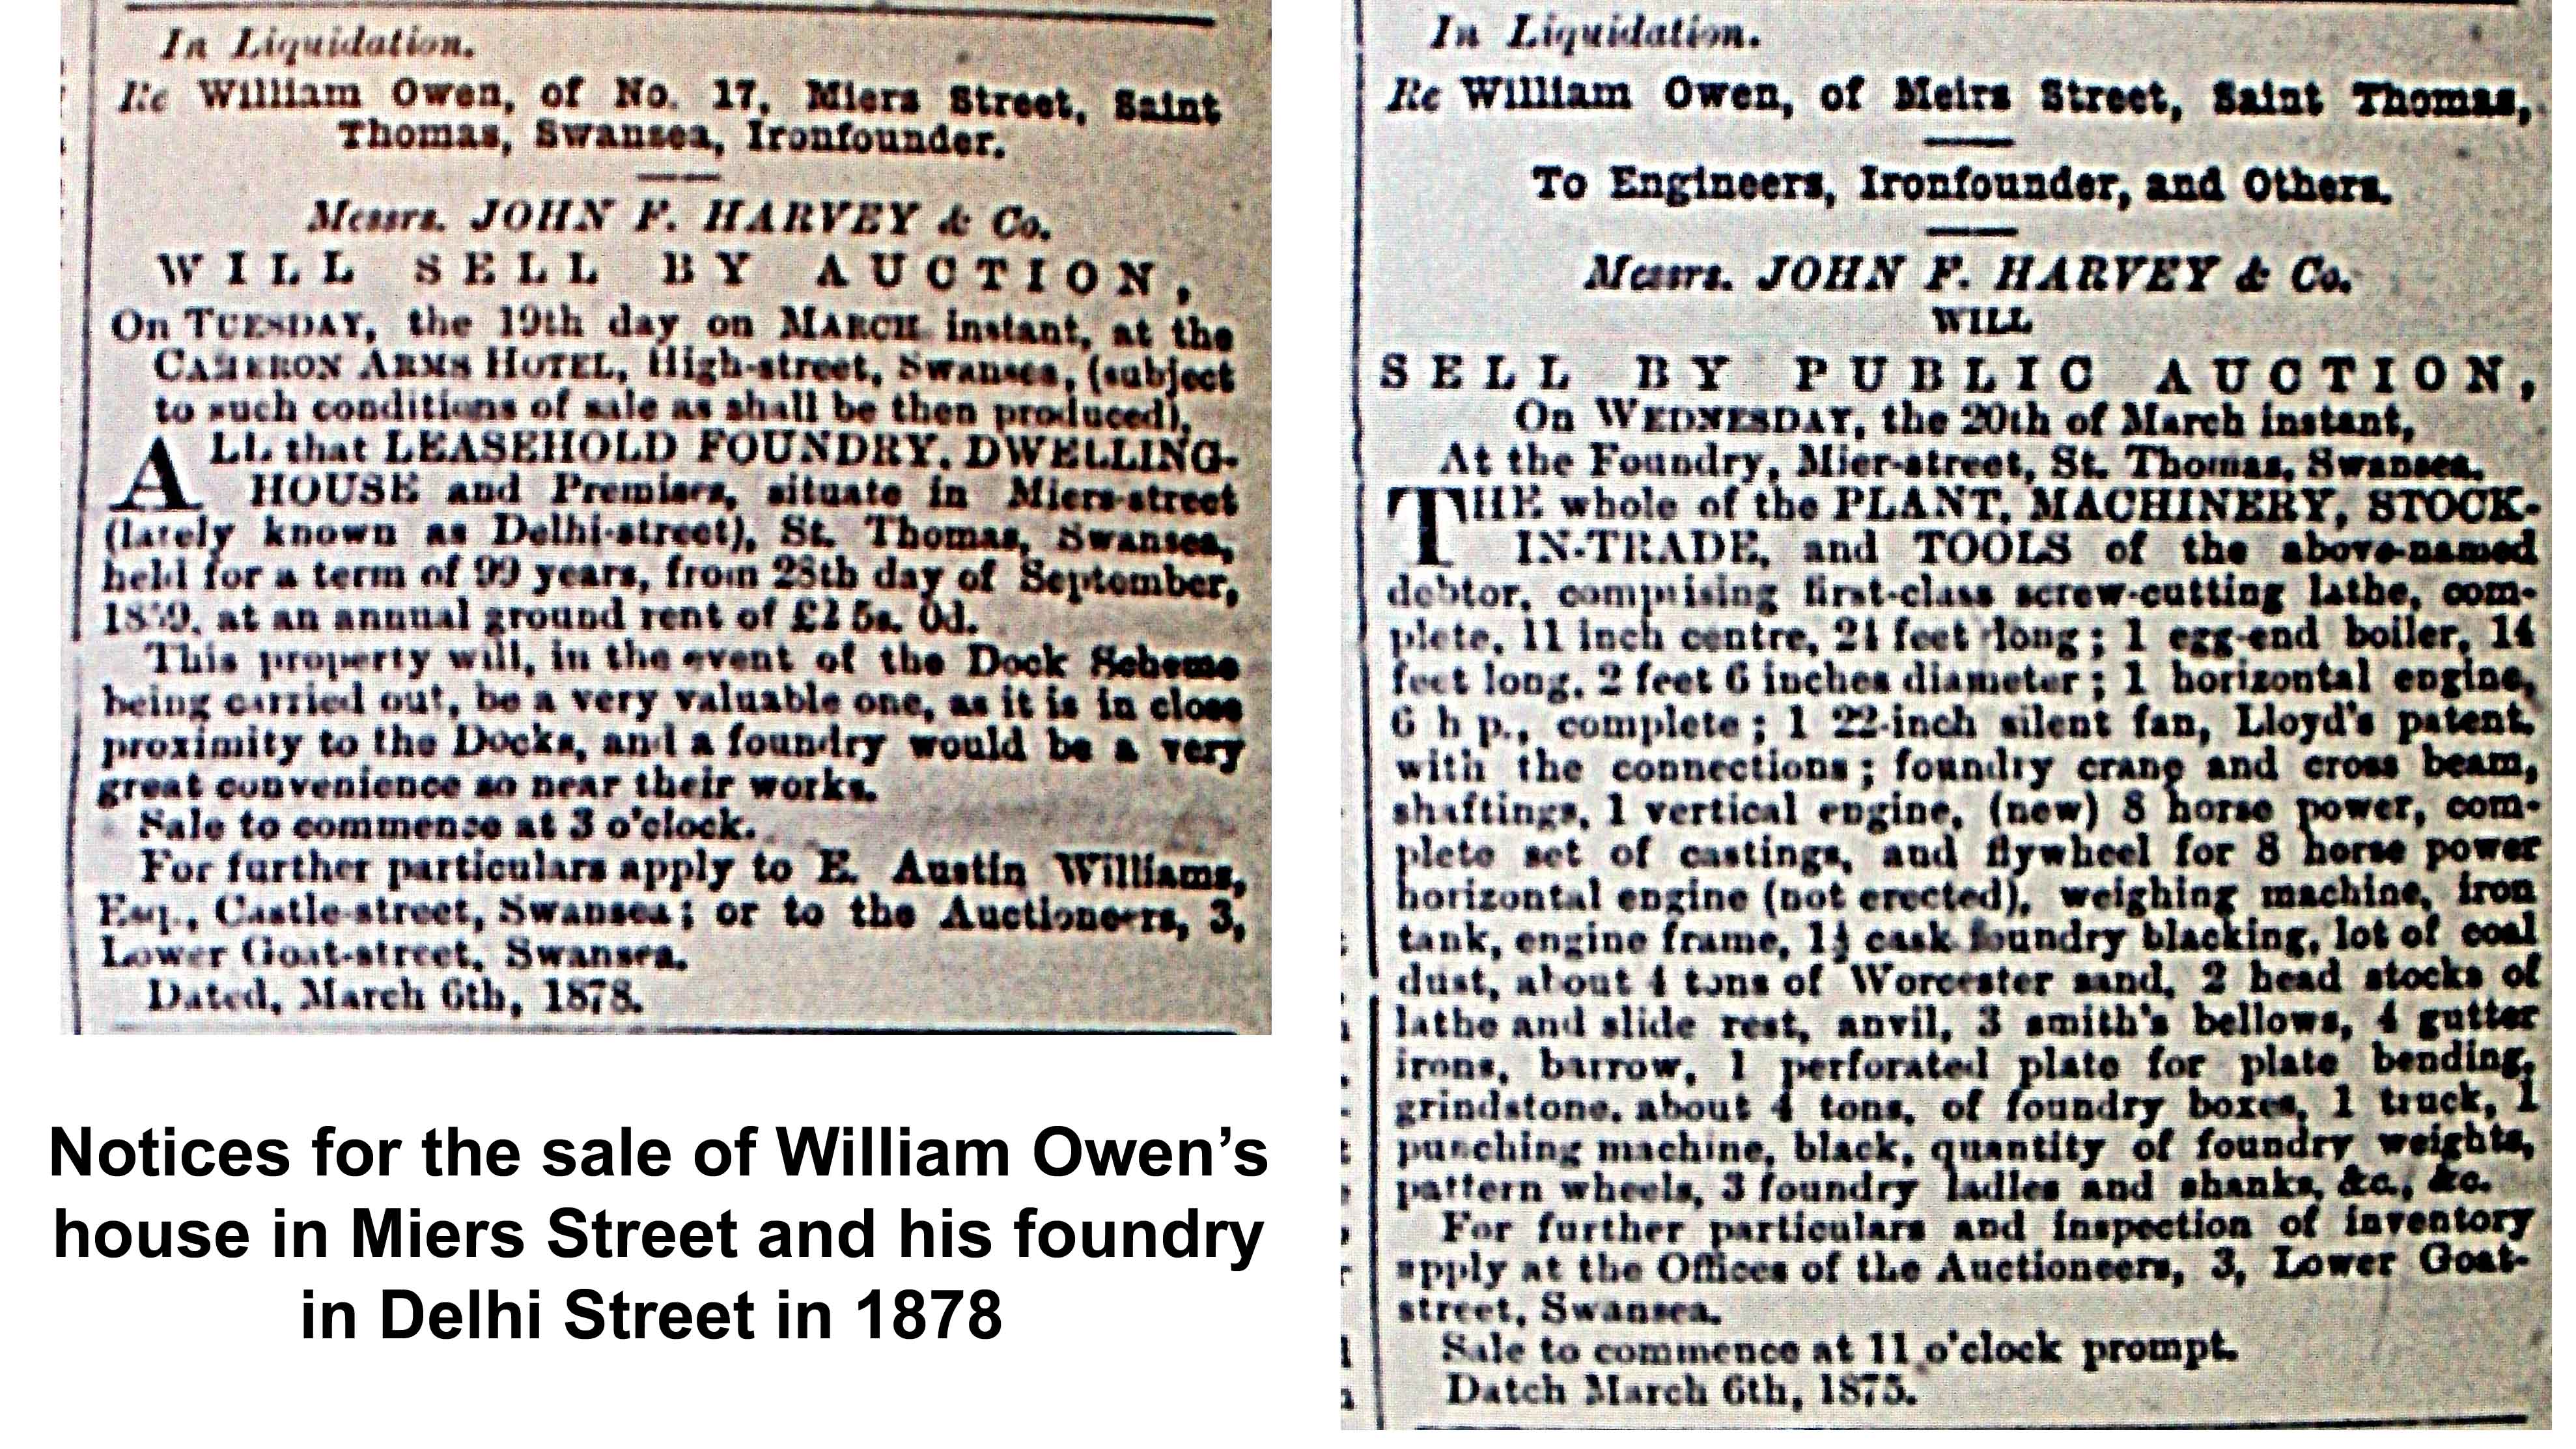 In Liquidation.
Re William Owen, of No. 17, Miers Street, Saint
Thomas, Swansea, Ironfounder.
Messrs. JOHN F. HARVEY & Co.
WILL SELL BY AUCTION,
On TUESDAY, the 19th day on MARCH instant, at the
CAMERON ARMS HOTEL, High-street, Swansea, (subject
to such conditions of sale as shall be then produced),
ALL that LEASEHOLD FOUNDRY, DWELLING-
HOUSE and Premises, situate in Miers-street
(lately known as Delhi-street), St. Thomas, Swansea,
held for a term of 99 years, from 28th day of September,
at an annual ground rent of £2 5s. 0d.
This property will, in the event of the Dock Scheme
being carried out, be a very valuable one, as it is in close
proximity to the Docks, and a foundry would be a very
great convenience so near their works.
Sale to commence at 3 o'clock.
For further particulars apply to E. Austin Williams,
Esq., Castle-street, Swansea; or to the Auctioneers, 3,
Lower Goat-street, Swansea.
Dated, March 6th, 1878.
Notices for the sale of William Owen’s
house in Miers Street and his foundry
in Delhi Street in 1878
In Liquidation.
Re William Owen, of Meirs Street, Saint Thomas,
To Engineers, Ironfounder, and Others.
Messrs. JOHN F. HARVEY & Co.
WILL
SELL BY PUBLIC AUCTION,
On WEDNESDAY, the 20th of March instant,
At the Foundry, Mier-street, St. Thomas, Swansea.
THE whole of the PLANT, MACHINERY, STOCK-
IN-TRADE, and TOOLS of the above-named
debtor, comprising first-class screw-cutting lathe, com-
plete, 11 inch centre, feet long; 1 egg-end boiler, 14
feet long, 2 feet 6 inches diameter; 1 horizontal engine,
6 h p., complete; 1 22-inch silent fan, Lloyd's patent,
with the connections; foundry crane and cross beam,
shaftings, 1 vertical engine, (new) 8 horse power, com-
plete set of castings, and flywheel for 8 horse power
horizontal engine (not erected), weighing machine, iron
tank, engine frame, 1½ cask foundry blacking, lot of coal
dust, about 4 tons of Worcester sand, 2 head stocks of
lathe and slide rest, anvil, 3 smith's bellows, 4 gutter
irons, barrow, 1 perforated plate for plate bending,
grindstone, about 4 tons, of foundry boxes, 1 truck, 1
punching machine, black, quantity of foundry weights,
pattern wheels, 3 foundry ladles and shanks, &c., &c.
For further particulars and inspection of inventory
apply at the Offices of the Auctioneers, 3, Lower Goat-
street, Swansea.
Sale to commence at 11 o'clock prompt.
Datch March 6th, 1875.